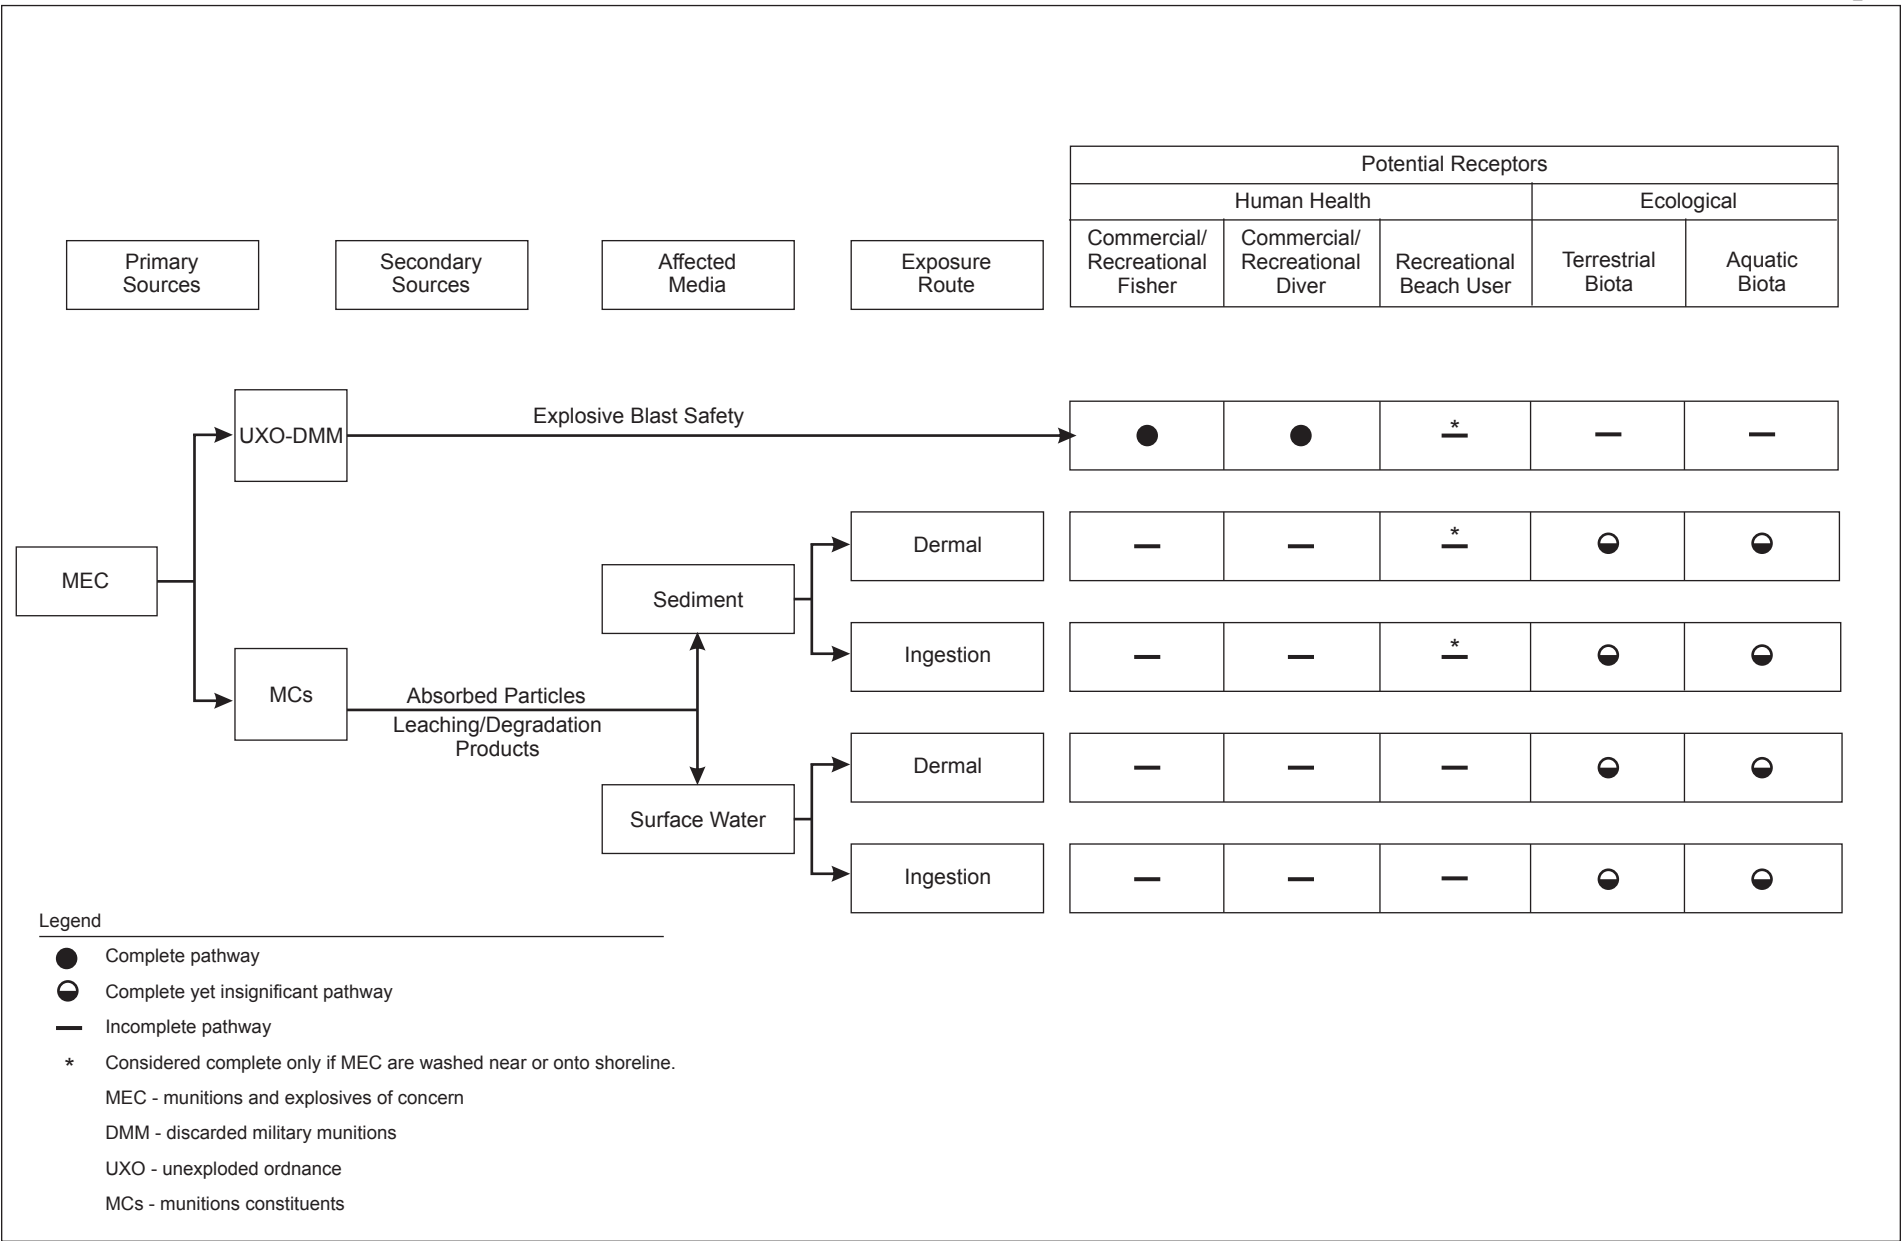 Potential Receptors
Human Health
Ecological
Primary
Sources
Secondary
Sources
Affected
Media
Exposure
Route
Commercial/
Recreational
Fisher
Commercial/
Recreational
Diver
Recreational
Beach User
Terrestrial
Biota
Aquatic
Biota
UXO-DMM
Explosive Blast Safety
*
MEC
Sediment
Dermal
*
Ingestion
*
MCs
Absorbed Particles
Leaching/Degradation
Products
Surface Water
Dermal
Ingestion
Legend
Complete pathway
Complete yet insignificant pathway
Incomplete pathway
* Considered complete only if MEC are washed near or onto shoreline.
MEC - munitions and explosives of concern
DMM - discarded military munitions
UXO - unexploded ordnance
MCs - munitions constituents